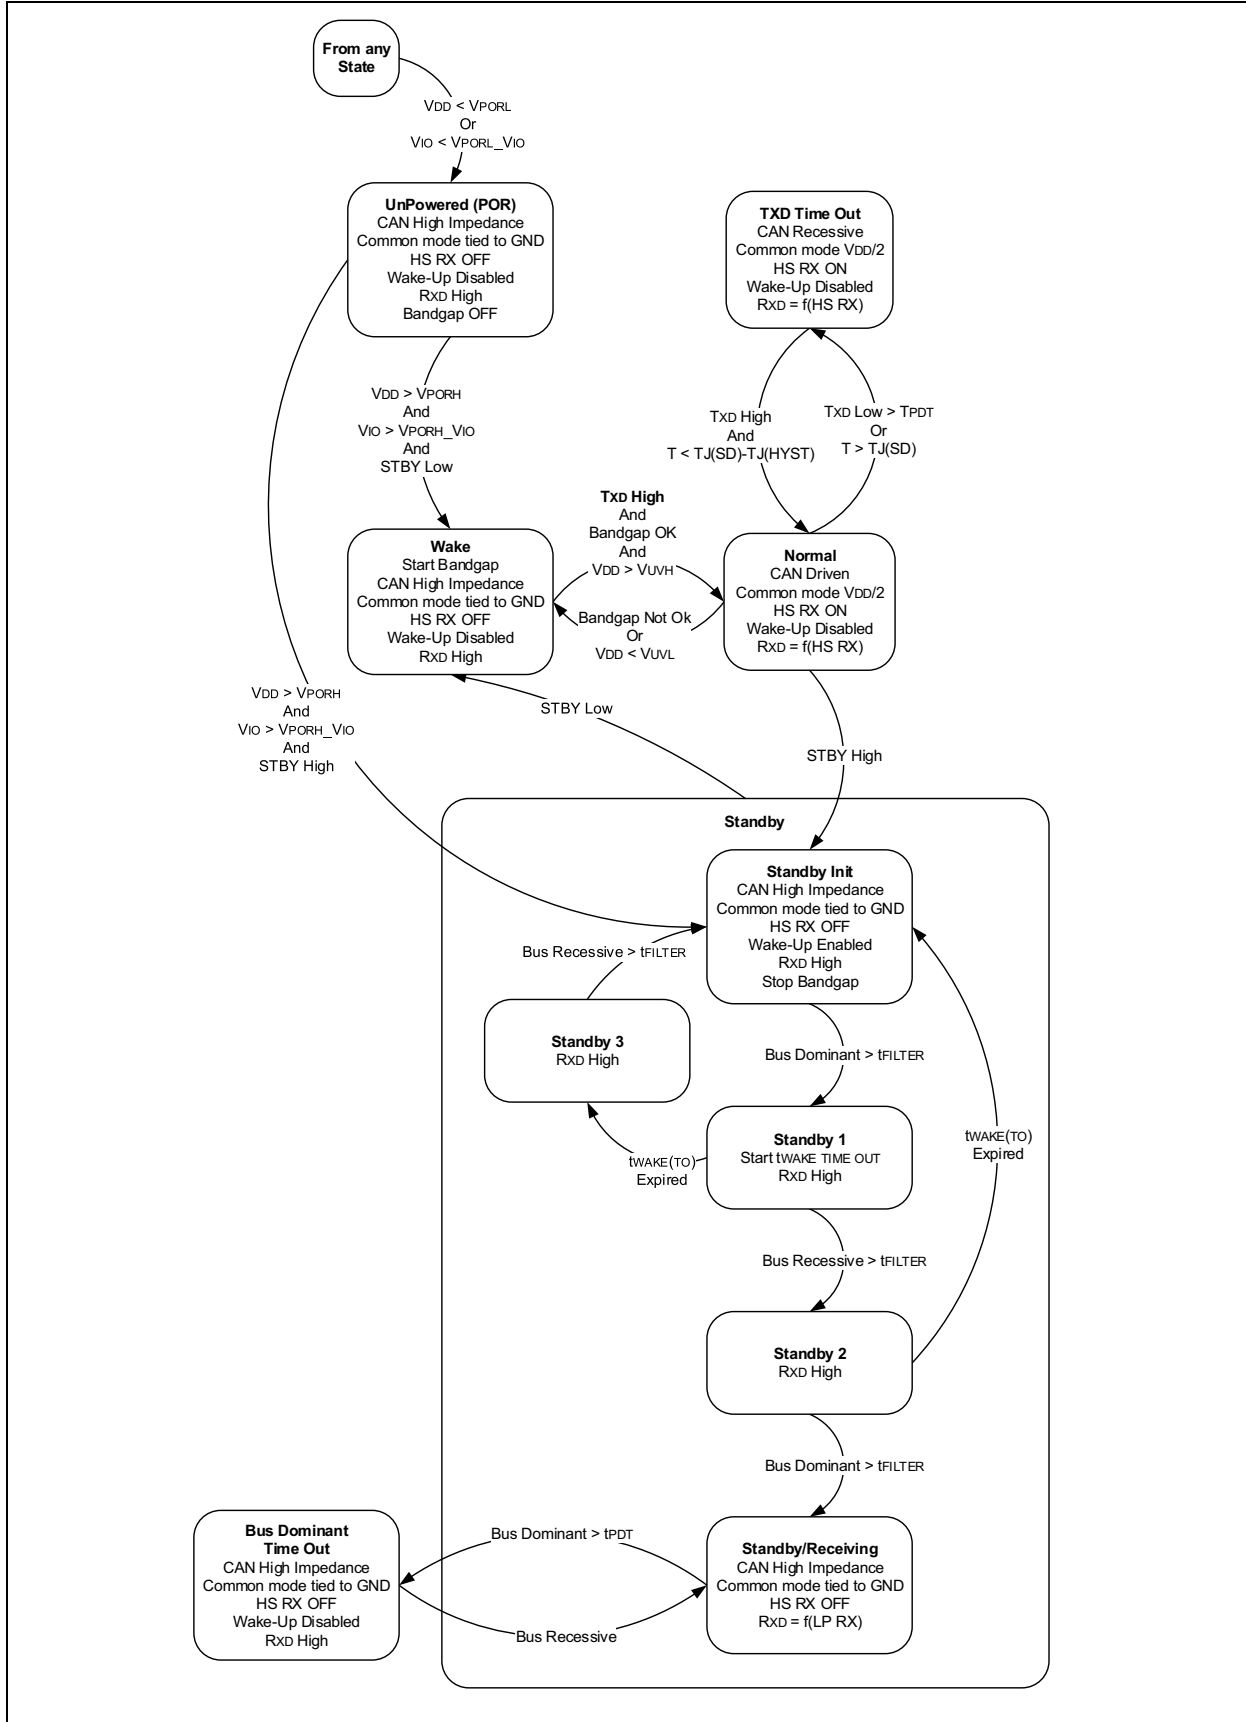 From any
State
VDD < VPORL
Or
VIO < VPORL_VIO
UnPowered (POR)
CAN High Impedance
Common mode tied to GND
HS RX OFF
Wake-Up Disabled
RXD High
Bandgap OFF
TXD Time Out
CAN Recessive
Common mode VDD/2
HS RX ON
Wake-Up Disabled
RXD = f(HS RX)
VDD > VPORH
And
VIO > VPORH_VIO
And
STBY Low
TXD High
And
T < TJ(SD)-TJ(HYST)
TXD Low > TPDT
Or
T > TJ(SD)
TXD High
And
Bandgap OK
And
VDD > VUVH
Wake
Start Bandgap
CAN High Impedance
Common mode tied to GND
HS RX OFF
Wake-Up Disabled
RXD High
Normal
CAN Driven
Common mode VDD/2
HS RX ON
Wake-Up Disabled
RXD = f(HS RX)
Bandgap Not Ok
Or
VDD < VUVL
VDD > VPORH
And
VIO > VPORH_VIO
And
STBY High
STBY Low
STBY High
Standby
Standby Init
CAN High Impedance
Common mode tied to GND
HS RX OFF
Wake-Up Enabled
RXD High
Stop Bandgap
Bus Recessive > tFILTER
Standby 3
RXD High
Bus Dominant > tFILTER
Standby 1
Start tWAKE TIME OUT
RXD High
tWAKE(TO)
Expired
tWAKE(TO)
Expired
Bus Recessive > tFILTER
Standby 2
RXD High
Bus Dominant > tFILTER
Bus Dominant
Time Out
CAN High Impedance
Common mode tied to GND
HS RX OFF
Wake-Up Disabled
RXD High
Bus Dominant > tPDT
Bus Recessive
Standby/Receiving
CAN High Impedance
Common mode tied to GND
HS RX OFF
RXD = f(LP RX)